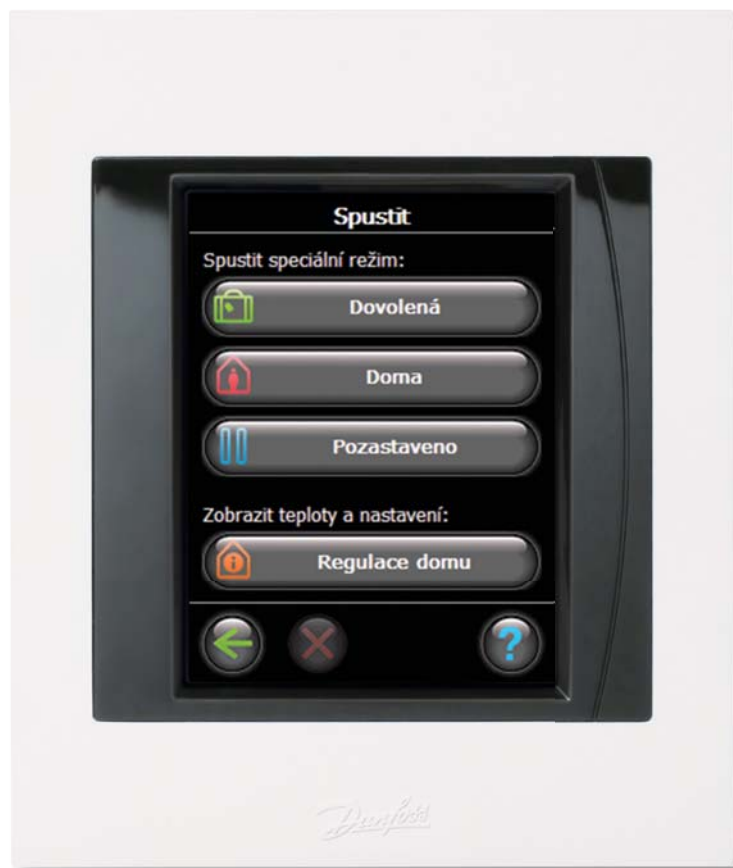 Spustit
Spustit speciální režim:
Dovolená
Doma
Pozastaveno
Zobrazit teploty a nastavení:
Regulace domu
?
Danfoss